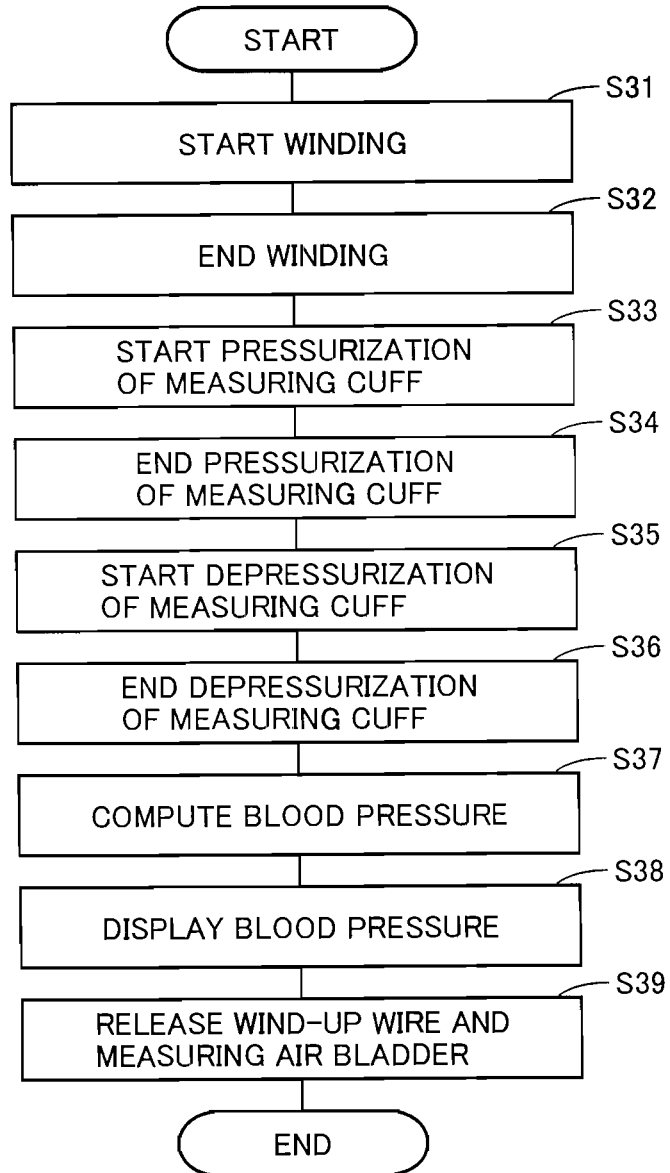 START
S31
START WINDING
S32
END WINDING
S33
START PRESSURIZATION
OF MEASURING CUFF
S34
END PRESSURIZATION
OF MEASURING CUFF
S35
START DEPRESSURIZATION
OF MEASURING CUFF
S36
END DEPRESSURIZATION
OF MEASURING CUFF
S37
COMPUTE BLOOD PRESSURE
S38
DISPLAY BLOOD PRESSURE
S39
RELEASE WIND-UP WIRE AND
MEASURING AIR BLADDER
END